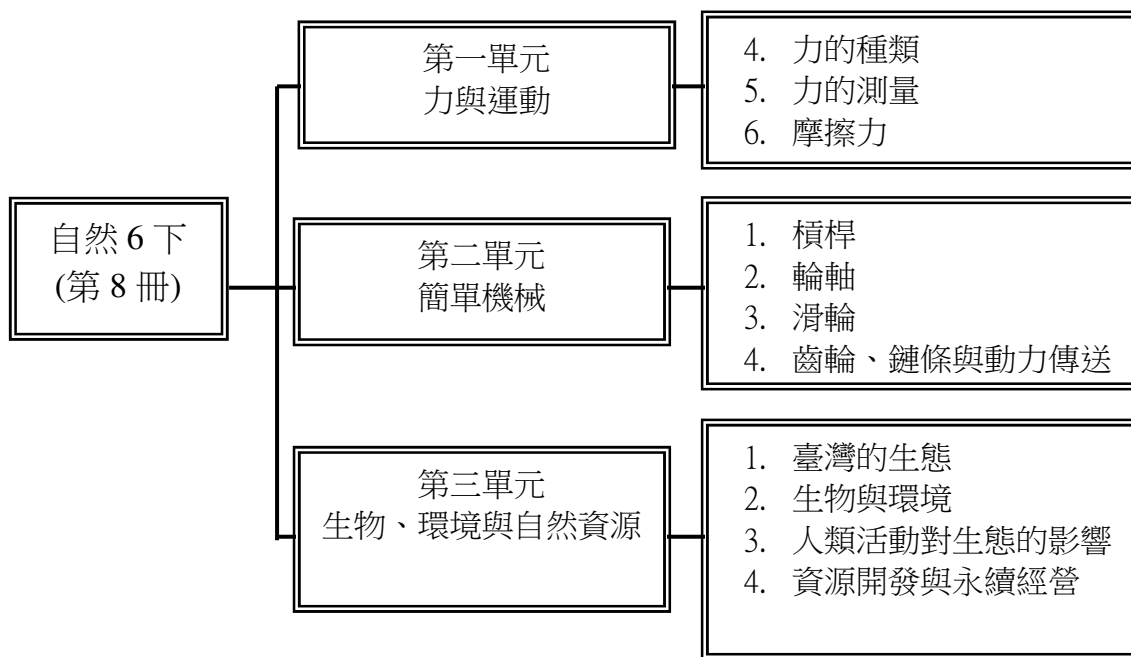 自然 6 下
(第 8 冊)
第一單元
力與運動
4. 力的種類
5. 力的測量
6. 摩擦力
第二單元
簡單機械
1. 槓桿
2. 輪軸
3. 滑輪
4. 齒輪、鏈條與動力傳送
第三單元
生物、環境與自然資源
1. 臺灣的生態
2. 生物與環境
3. 人類活動對生態的影響
4. 資源開發與永續經營